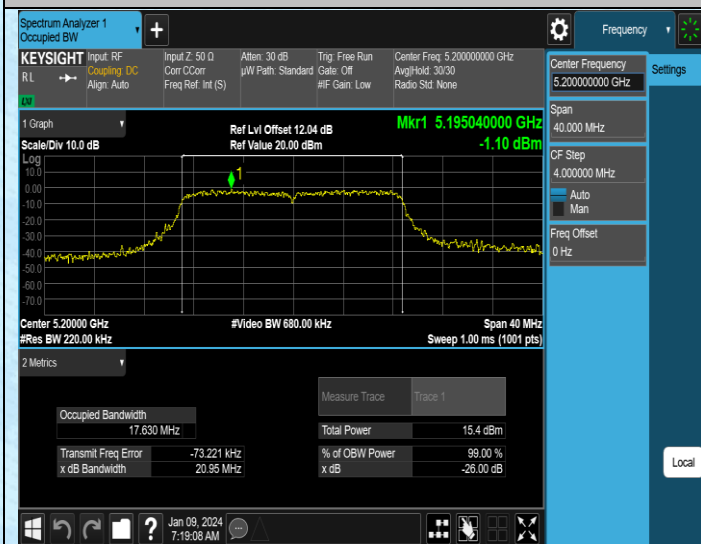 Spectrum Analyzer 1
Occupied BW
Frequency
KEYSIGHT
RL
LXI
Input: RF
Coupling: DC
Align: Auto
Input Z: 50 Ω
Corr CCorr
Freq Ref: Int (S)
Atten: 30 dB
µW Path: Standard
Trig: Free Run
Gate: Off
#IF Gain: Low
Center Freq: 5.200000000 GHz
Avg|Hold: 30/30
Radio Std: None
Center Frequency
5.200000000 GHz
Settings
Span
40.000 MHz
CF Step
4.000000 MHz
Auto
Man
Freq Offset
0 Hz
1 Graph
Scale/Div 10.0 dB
Ref Lvl Offset 12.04 dB
Ref Value 20.00 dBm
Mkr1 5.195040000 GHz
-1.10 dBm
Log
10.0
0.00
-10.0
-20.0
-30.0
-40.0
-50.0
-60.0
-70.0
1
Center 5.20000 GHz
#Video BW 680.00 kHz
Span 40 MHz
#Res BW 220.00 kHz
Sweep 1.00 ms (1001 pts)
2 Metrics
Measure Trace
Trace 1
Occupied Bandwidth
17.630 MHz
Total Power
15.4 dBm
Transmit Freq Error
-73.221 kHz
% of OBW Power
99.00 %
x dB Bandwidth
20.95 MHz
x dB
-26.00 dB
Local
?
Jan 09, 2024
7:19:08 AM